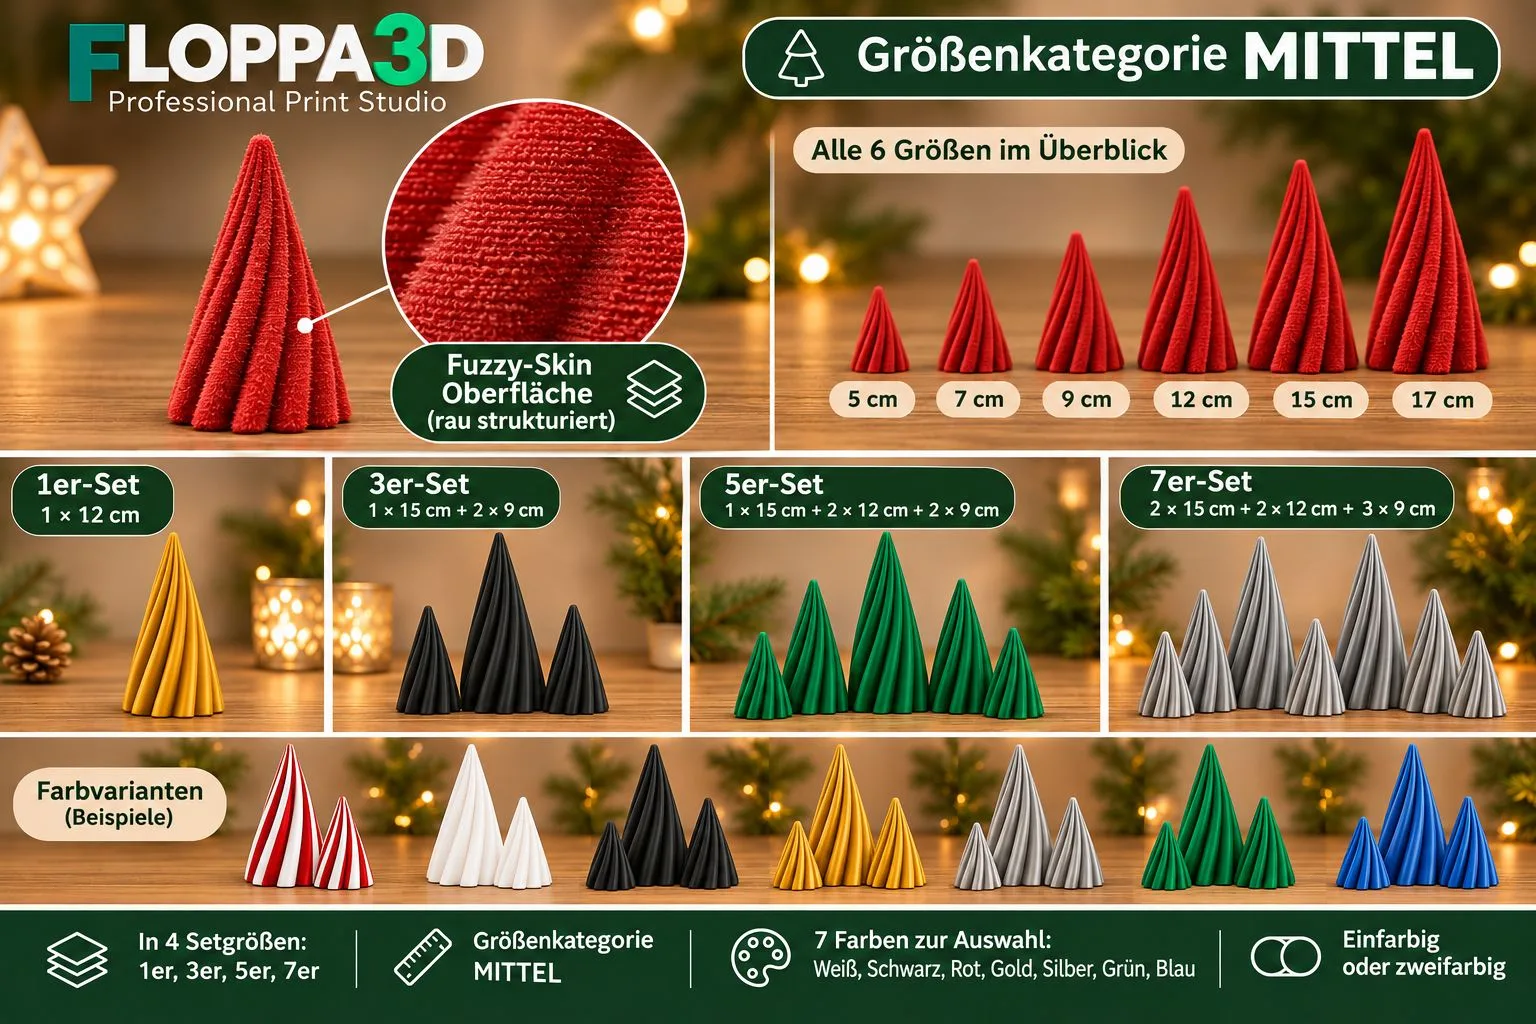 FLOPPA3D
Professional Print Studio
Größenkategorie MITTEL
Alle 6 Größen im Überblick
Fuzzy-Skin
Oberfläche
(rau strukturiert)
5 cm
7 cm
9 cm
12 cm
15 cm
17 cm
1er-Set
1 × 12 cm
3er-Set
1 × 15 cm + 2 × 9 cm
5er-Set
1 × 15 cm + 2 × 12 cm + 2 × 9 cm
7er-Set
2 × 15 cm + 2 × 12 cm + 3 × 9 cm
Farbvarianten
(Beispiele)
In 4 Setgrößen:
1er, 3er, 5er, 7er
Größenkategorie
MITTEL
7 Farben zur Auswahl:
Weiß, Schwarz, Rot, Gold, Silber, Grün, Blau
Einfarbig
oder zweifarbig